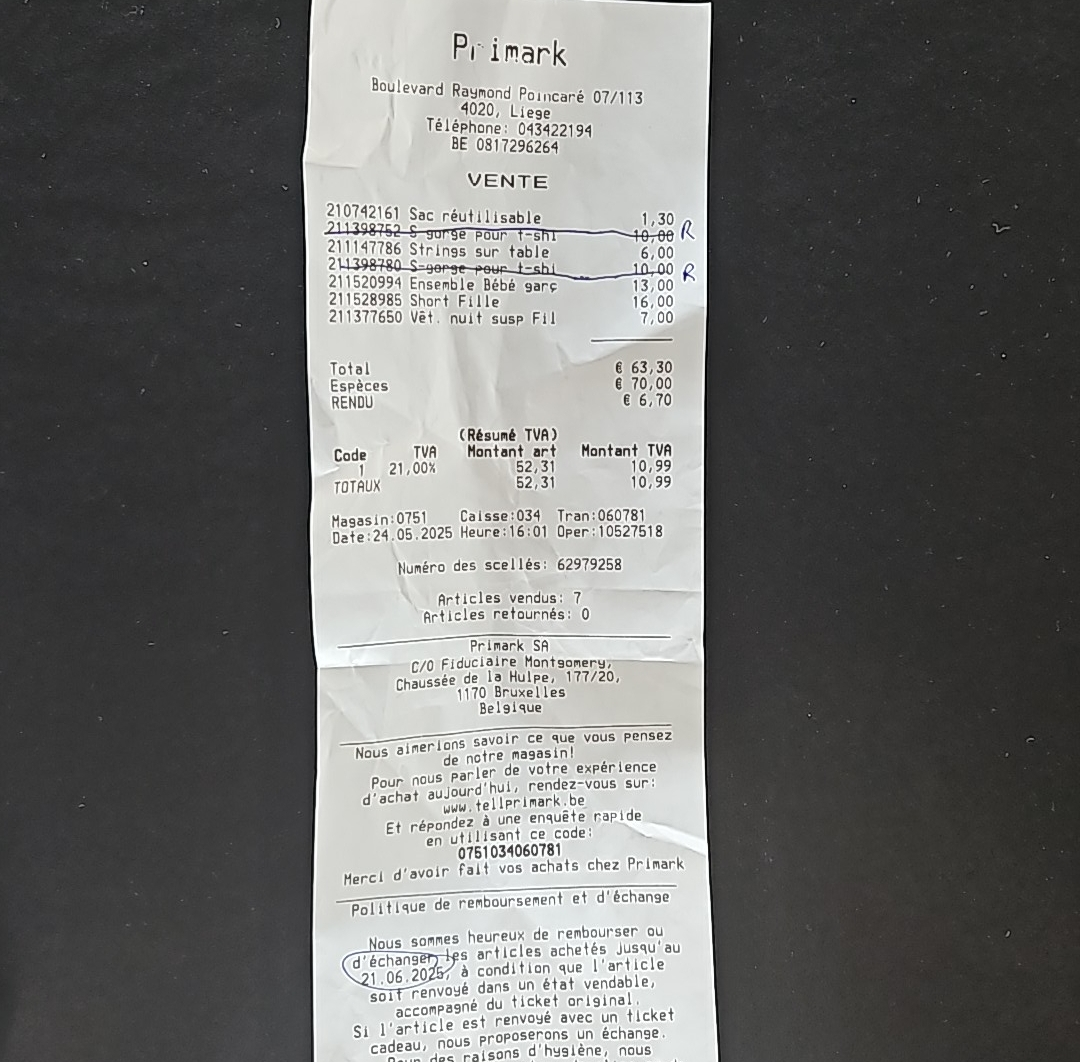 Primark
Boulevard Raymond Poincaré 07/113
4020, Liege
Téléphone: 043422194
BE 0817296264
VENTE
210742161 Sac réutilisable 1,30
211398752 S gorge pour t-shi 10,00 R
211147786 Strings sur table 6,00
211398780 S-gorge pour t-shi 10,00 R
211520994 Ensemble Bébé garç 13,00
211528985 Short Fille 16,00
211377650 Vêt. nuit susp Fil 7,00
Total € 63,30
Espèces € 70,00
RENDU € 6,70
(Résumé TVA)
Code TVA Montant art Montant TVA
1 21,00% 52,31 10,99
TOTAUX 52,31 10,99
Magasin:0751 Caisse:034 Tran:060781
Date:24.05.2025 Heure:16:01 Oper:10527518
Numéro des scellés: 62979258
Articles vendus: 7
Articles retournés: 0
Primark SA
C/O Fiduciaire Montgomery,
Chaussée de la Hulpe, 177/20,
1170 Bruxelles
Belgique
Nous aimerions savoir ce que vous pensez
de notre magasin!
Pour nous parler de votre expérience
d'achat aujourd'hui, rendez-vous sur:
www.tellprimark.be
Et répondez à une enquête rapide
en utilisant ce code:
0751034060781
Merci d'avoir fait vos achats chez Primark
Politique de remboursement et d'échange
Nous sommes heureux de rembourser ou
d'échanger les articles achetés jusqu'au
21.06.2025, à condition que l'article
soit renvoyé dans un état vendable,
accompagné du ticket original.
Si l'article est renvoyé avec un ticket
cadeau, nous proposerons un échange.
Pour des raisons d'hygiène, nous